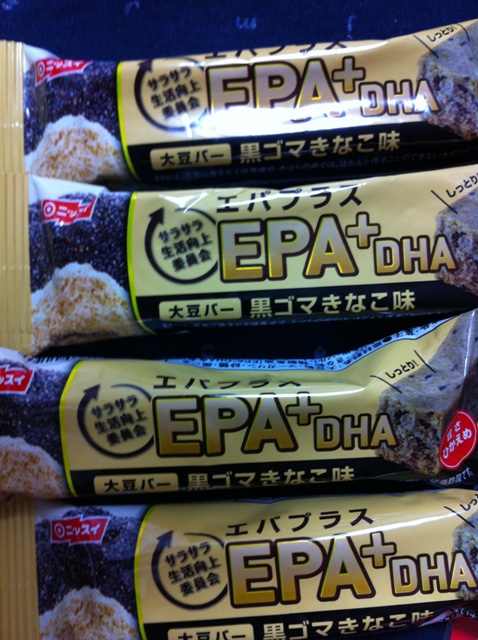 ニッスイ
サラサラ
生活向上
委員会
エパプラス
EPA+DHA
しっとり!
大豆バー 黒ゴマきなこ味
ニッスイ
サラサラ
生活向上
委員会
エパプラス
EPA+DHA
しっとり!
大豆バー 黒ゴマきなこ味
ニッスイ
サラサラ
生活向上
委員会
エパプラス
EPA+DHA
しっとり!
ひかえめ
大豆バー 黒ゴマきなこ味
ニッスイ
サラサラ
生活向上
委員会
エパプラス
EPA+DHA
大豆バー 黒ゴマきなこ味